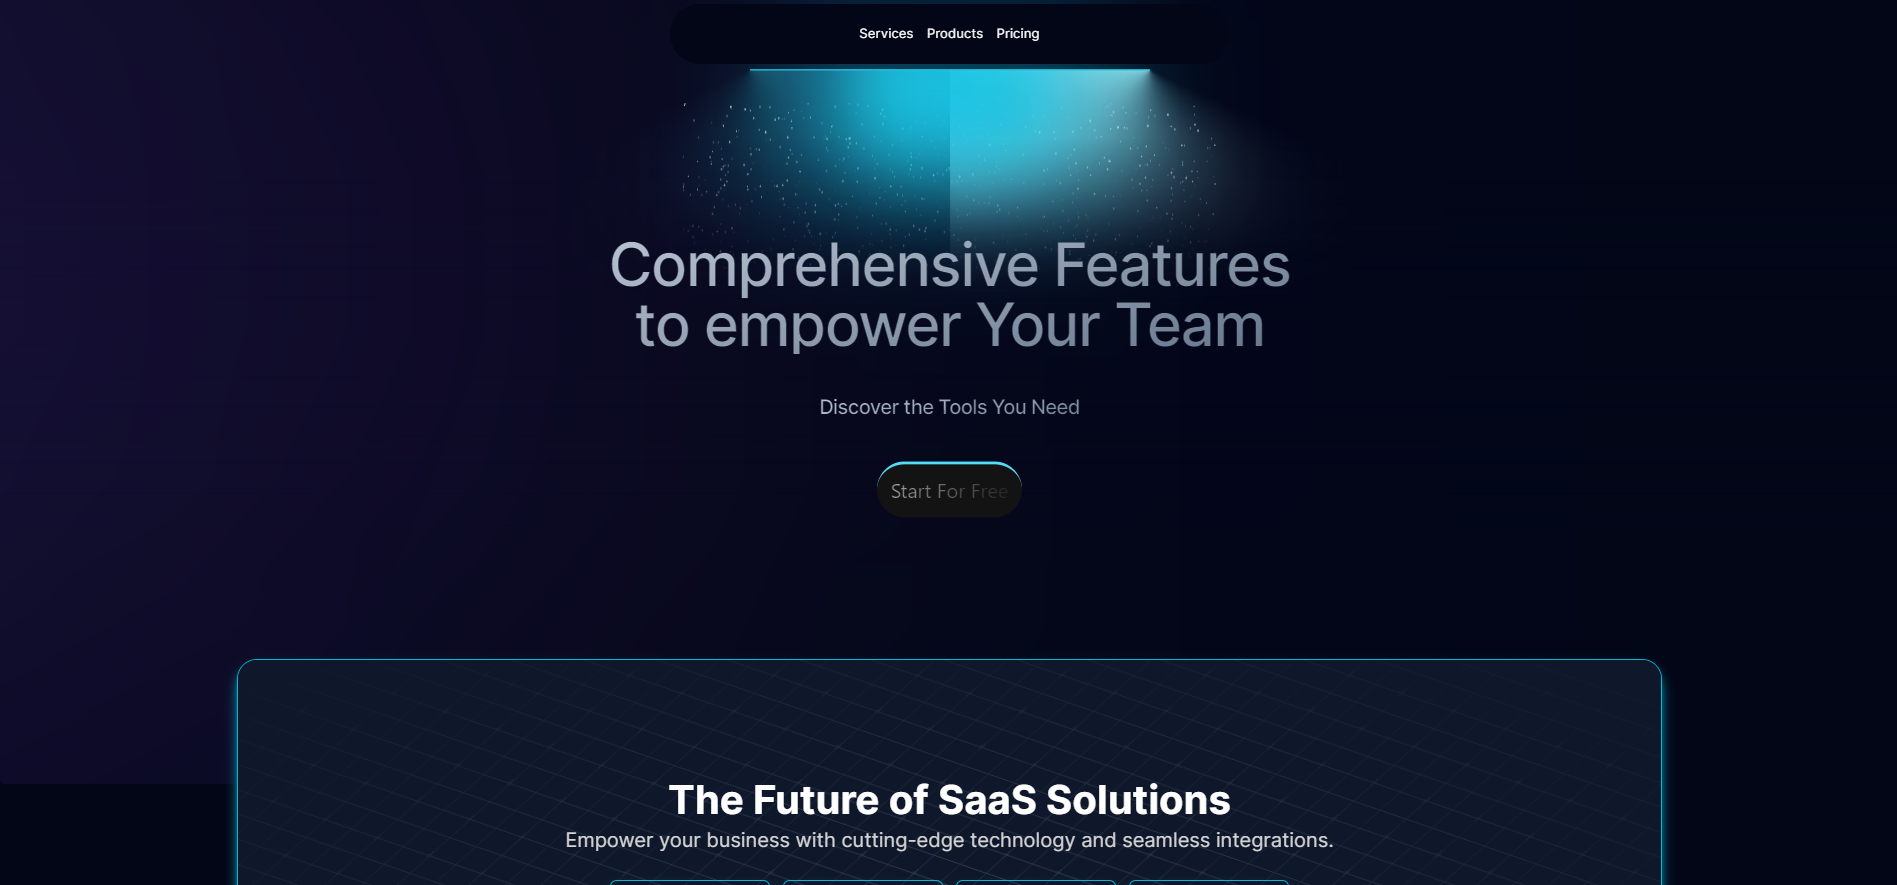 Services Products Pricing
Comprehensive Features
to empower Your Team
Discover the Tools You Need
Start For Free
The Future of SaaS Solutions
Empower your business with cutting-edge technology and seamless integrations.